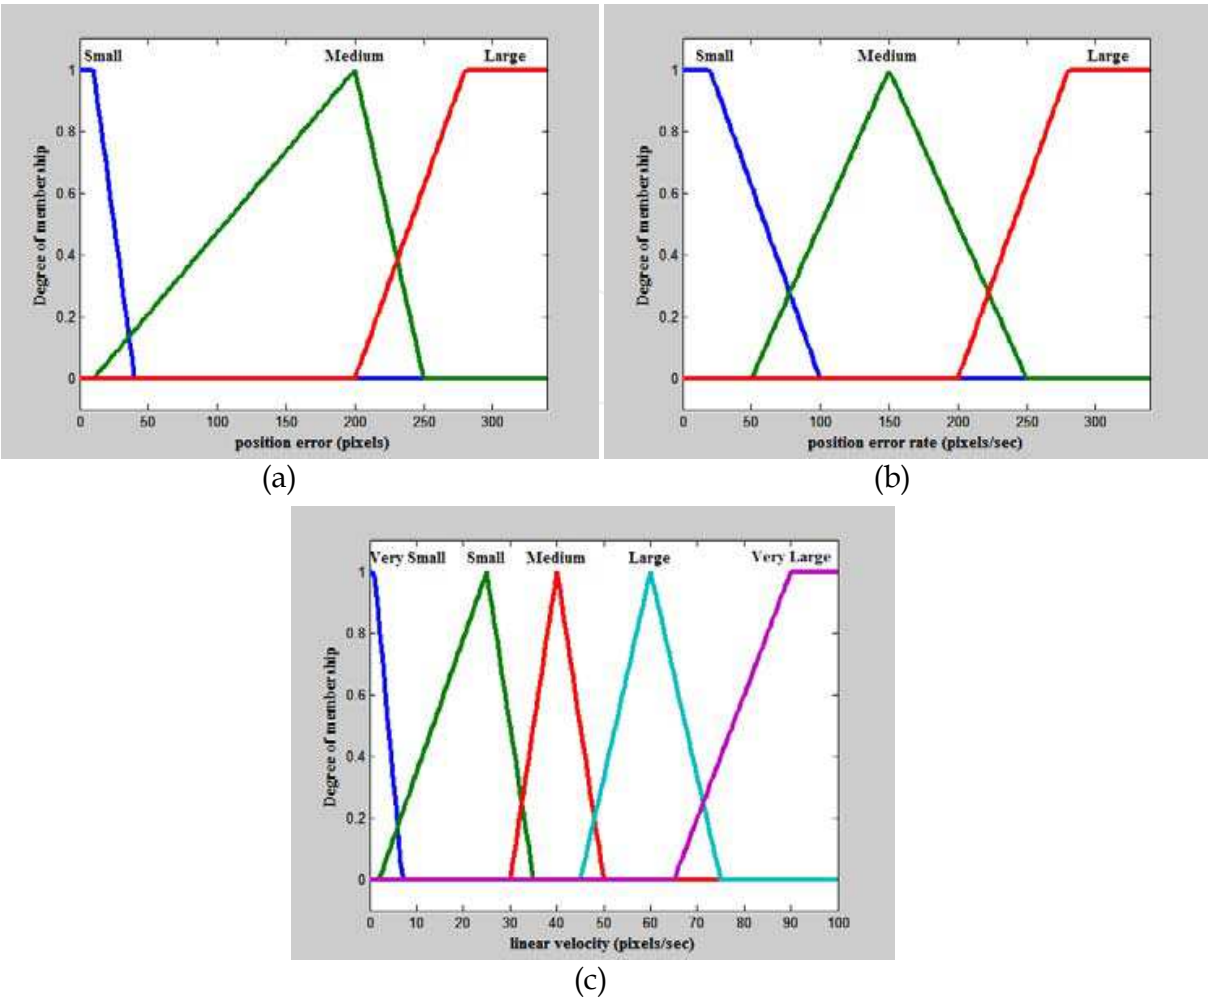 Small Medium Large
1
0.8
0.6
0.4
0.2
0
Degree of membership
0 50 100 150 200 250 300
position error (pixels)
(a)
Small Medium Large
1
0.8
0.6
0.4
0.2
0
Degree of membership
0 50 100 150 200 250 300
position error rate (pixels/sec)
(b)
Very Small Small Medium Large Very Large
1
0.8
0.6
0.4
0.2
0
Degree of membership
0 10 20 30 40 50 60 70 80 90 100
linear velocity (pixels/sec)
(c)